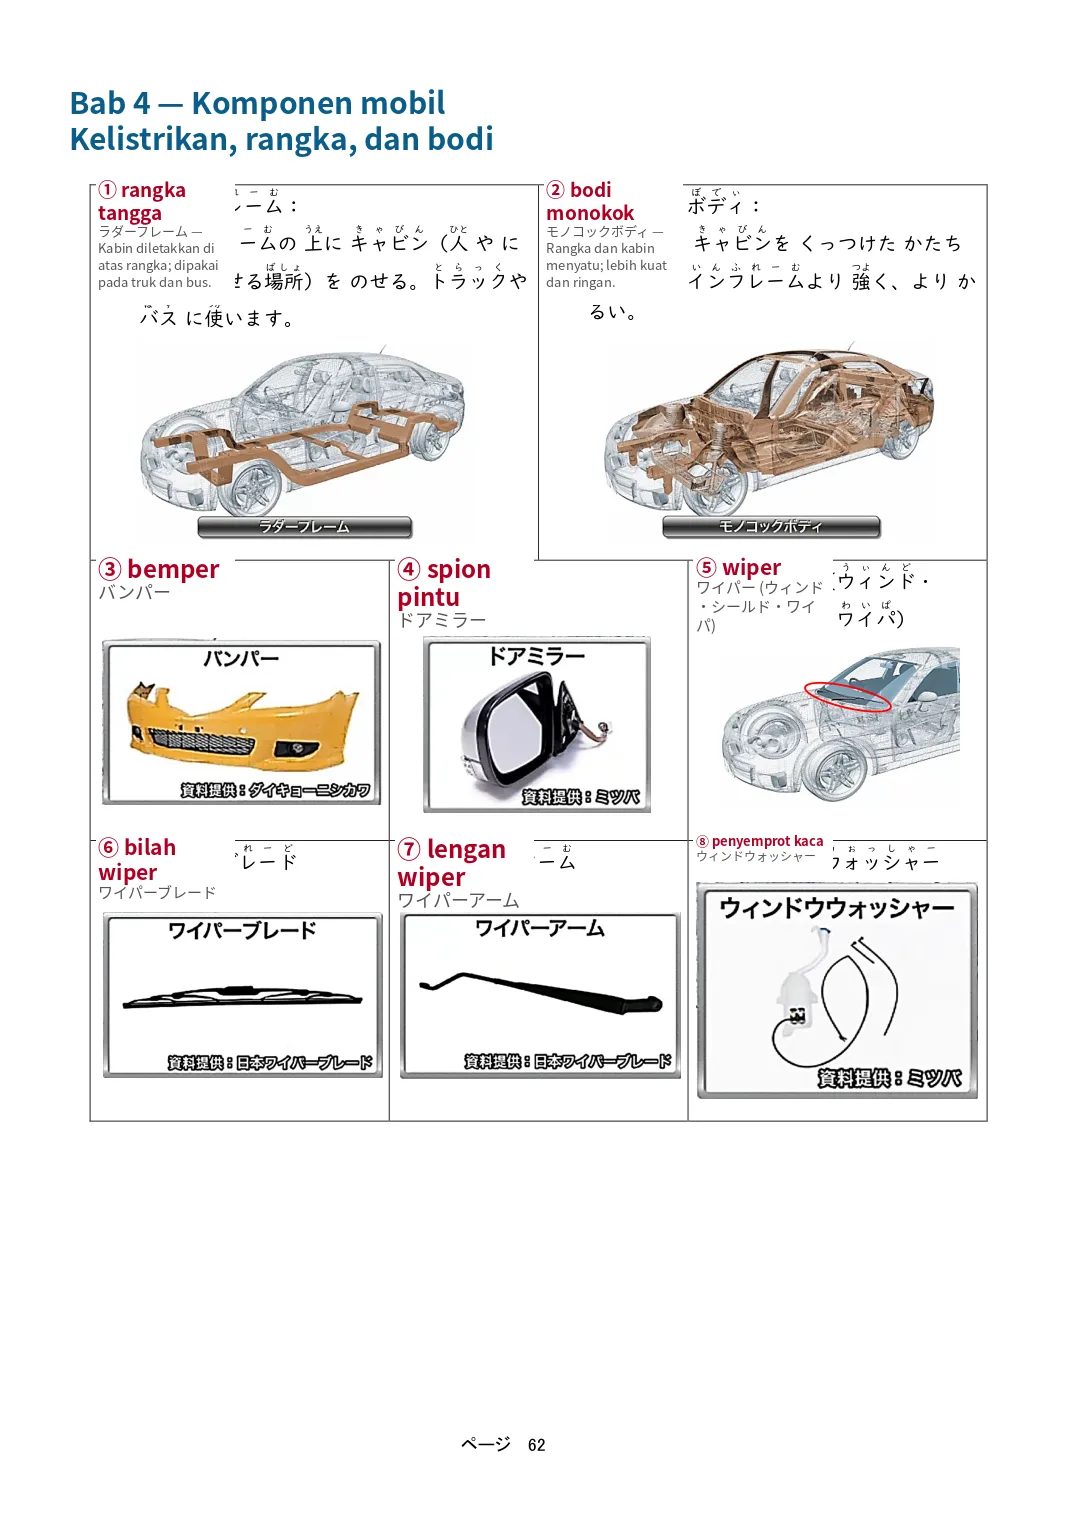 Bab 4 — Komponen mobil
Kelistrikan, rangka, dan bodi
① rangka
tangga
ラダーフレーム —
Kabin diletakkan di
atas rangka; dipakai
pada truk dan bus.
ーム：
ームの 上に キャビン（人 や に
せる場所）を のせる。トラックや
バス に使います。
ラダーフレーム
② bodi
monokok
モノコックボディ —
Rangka dan kabin
menyatu; lebih kuat
dan ringan.
ボディ：
キャビンを くっつけた かたち
インフレームより 強く、より か
るい。
モノコックボディ
③ bemper
バンパー
バンパー
資料提供：ダイキョーニシカワ
④ spion
pintu
ドアミラー
ドアミラー
資料提供：ミツバ
⑤ wiper
ワイパー (ウィンド
・シールド・ワイ
パ)
ウィンド・
ワイパ）
⑥ bilah
wiper
ワイパーブレード
レード
ワイパーブレード
資料提供：日本ワイパーブレード
⑦ lengan
wiper
ワイパーアーム
ーム
ワイパーアーム
資料提供：日本ワイパーブレード
⑧ penyemprot kaca
ウィンドウォッシャー
ウォッシャー
ウィンドウウォッシャー
資料提供：ミツバ
ページ 62